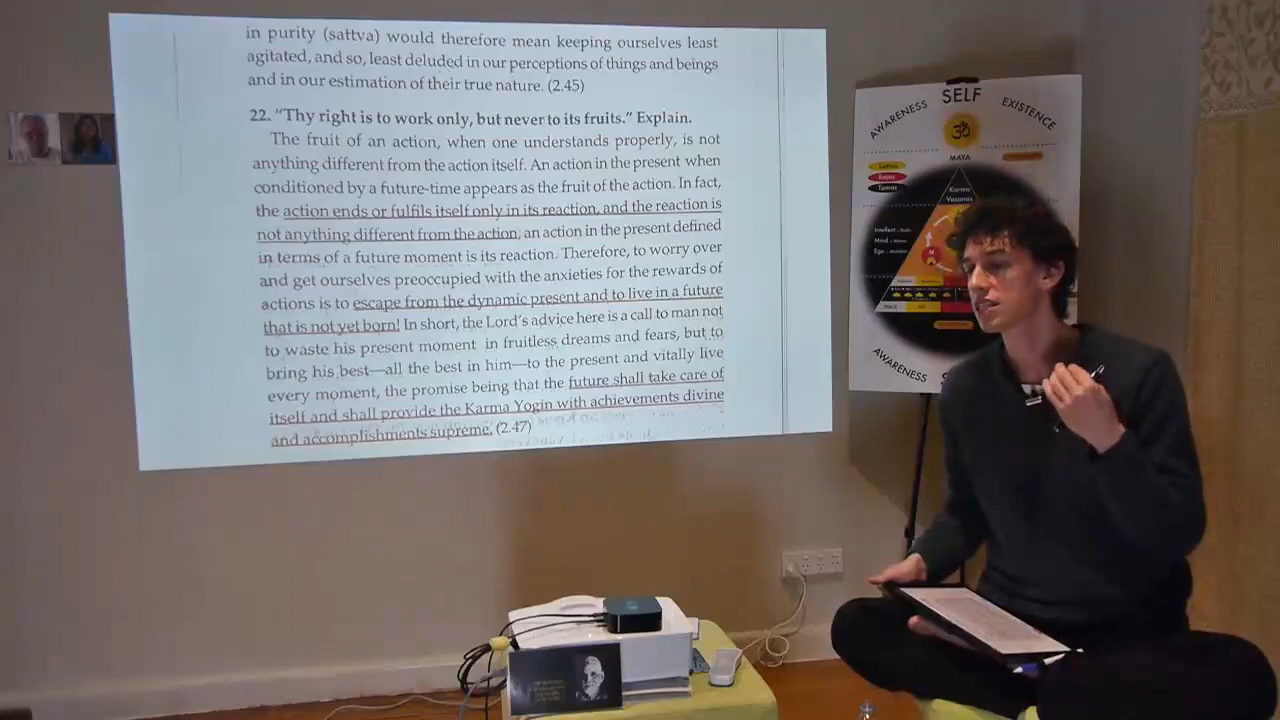 in purity (sattva) would therefore mean keeping ourselves least
agitated, and so, least deluded in our perceptions of things and beings
and in our estimation of their true nature. (2.45)
22. "Thy right is to work only, but never to its fruits." Explain.
The fruit of an action, when one understands properly, is not
anything different from the action itself. An action in the present when
conditioned by a future-time appears as the fruit of the action. In fact,
the action ends or fulfils itself only in its reaction, and the reaction is
not anything different from the action, an action in the present defined
in terms of a future moment is its reaction. Therefore, to worry over
and get ourselves preoccupied with the anxieties for the rewards of
actions is to escape from the dynamic present and to live in a future
that is not yet born! In short, the Lord's advice here is a call to man not
to waste his present moment in fruitless dreams and fears, but to
bring his best—all the best in him—to the present and vitally live
every moment, the promise being that the future shall take care of
itself and shall provide the Karma Yogin with achievements divine
and accomplishments supreme. (2.47)
AWARENESS SELF EXISTENCE
ॐ
MAYA
Sattva
Rajas
Tamas
Karma
Vasanas
Intellect
Mind
Ego
M
AWARENESS